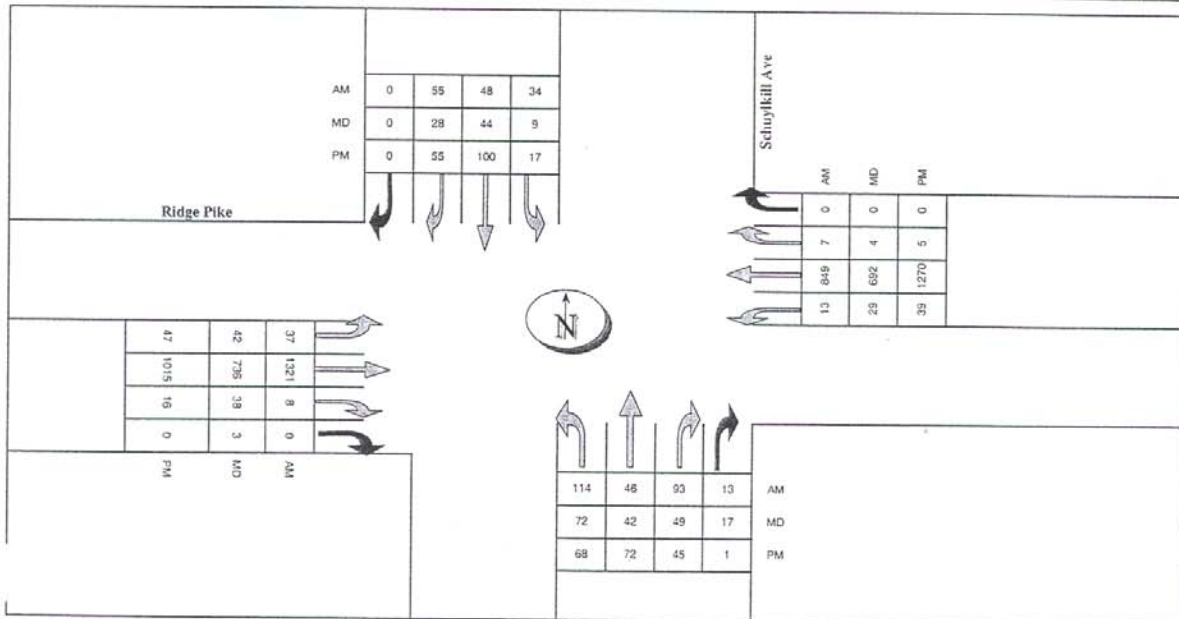 AM 0 55 48 34
MD 0 28 44 9
PM 0 55 100 17
Ridge Pike
Schuylkill Ave
AM MD PM
0 0 0
7 4 5
849 692 1270
13 29 39
N
47 42 37
1015 736 1321
16 38 8
0 3 0
PM MD AM
114 46 93 13 AM
72 42 49 17 MD
68 72 45 1 PM